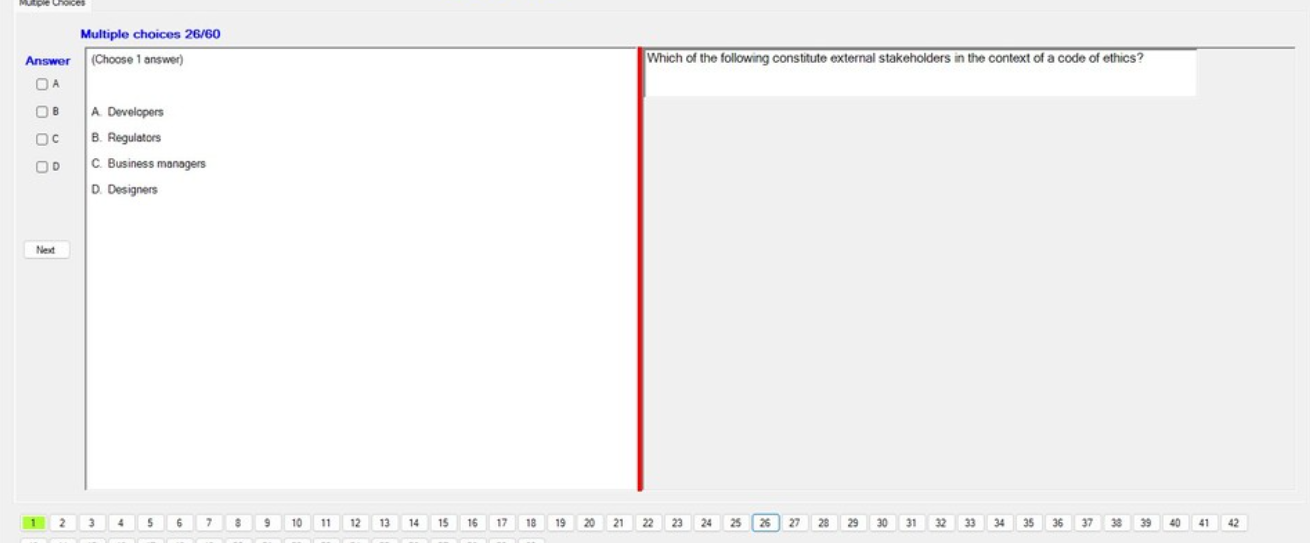 Multiple Choices
Multiple choices 26/60
Answer
A
B
C
D
Next
(Choose 1 answer)
A. Developers
B. Regulators
C. Business managers
D. Designers
Which of the following constitute external stakeholders in the context of a code of ethics?
1 2 3 4 5 6 7 8 9 10 11 12 13 14 15 16 17 18 19 20 21 22 23 24 25 26 27 28 29 30 31 32 33 34 35 36 37 38 39 40 41 42